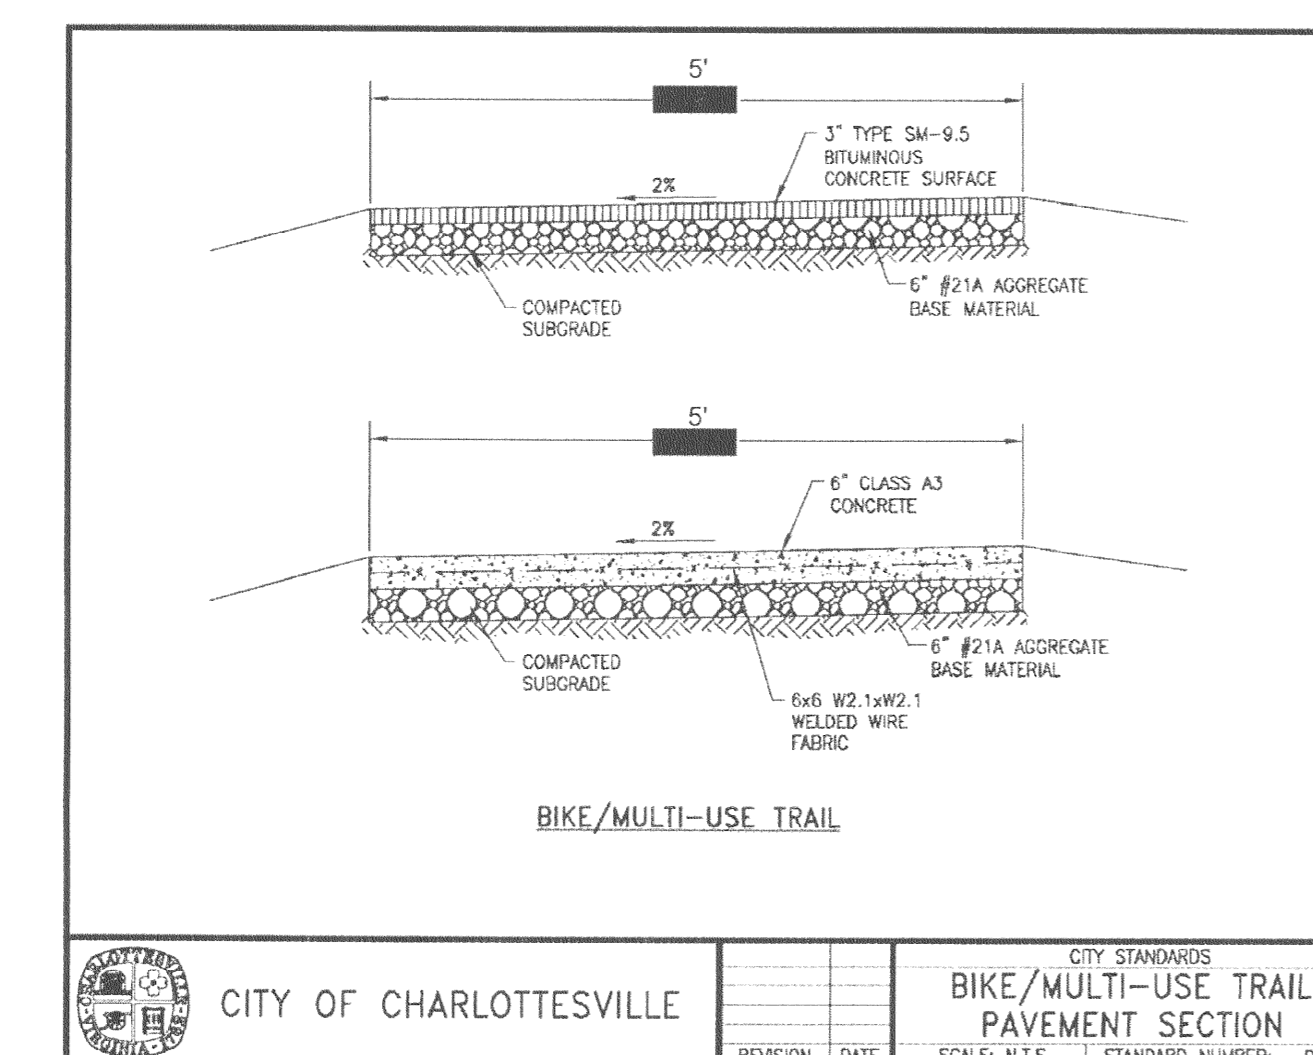 5'
3" TYPE SM-9.5
BITUMINOUS
CONCRETE SURFACE
2%
6" #21A AGGREGATE
BASE MATERIAL
COMPACTED
SUBGRADE
5'
6" CLASS A3
CONCRETE
2%
6" #21A AGGREGATE
BASE MATERIAL
COMPACTED
SUBGRADE
6x6 W2.1xW2.1
WELDED WIRE
FABRIC
BIKE/MULTI-USE TRAIL
CHARLOTTESVILLE
VIRGINIA-1762
CITY OF CHARLOTTESVILLE
REVISION DATE
CITY STANDARDS
BIKE/MULTI-USE TRAIL
PAVEMENT SECTION
SCALE: N.T.S. STANDARD NUMBER: